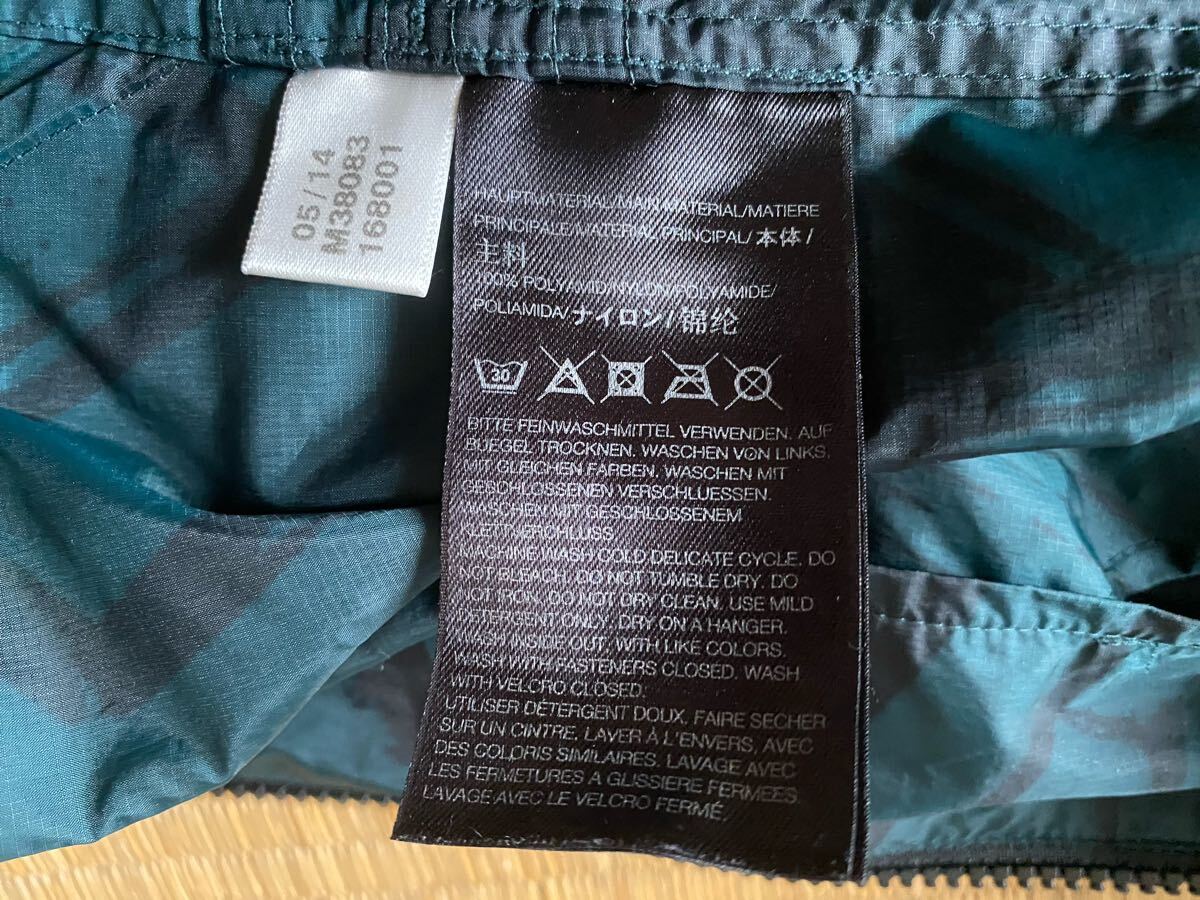 05/14
M38083
168001
HAUPTMATERIAL/MAIN MATERIAL/MATIERE
PRINCIPALE/MATERIAL PRINCIPAL/本体/
主料
100% POLYAMID/NYLON/POLYAMIDE/
POLIAMIDA/ナイロン/锦纶
30
BITTE FEINWASCHMITTEL VERWENDEN. AUF
BUEGEL TROCKNEN. WASCHEN VON LINKS.
MIT GLEICHEN FARBEN. WASCHEN MIT
GESCHLOSSENEN VERSCHLUESSEN.
WASCHEN MIT GESCHLOSSENEM
KLETTVERCHLUSS.
MACHINE WASH COLD DELICATE CYCLE. DO
NOT BLEACH. DO NOT TUMBLE DRY. DO
NOT IRON. DO NOT DRY CLEAN. USE MILD
DETERGENT ONLY. DRY ON A HANGER.
WASH INSIDE OUT, WITH LIKE COLORS.
WASH WITH FASTENERS CLOSED. WASH
WITH VELCRO CLOSED.
UTILISER DÉTERGENT DOUX. FAIRE SECHER
SUR UN CINTRE. LAVER À L'ENVERS, AVEC
DES COLORIS SIMILAIRES. LAVAGE AVEC
LES FERMETURES A GLISSIERE FERMEES.
LAVAGE AVEC LE VELCRO FERMÉ.